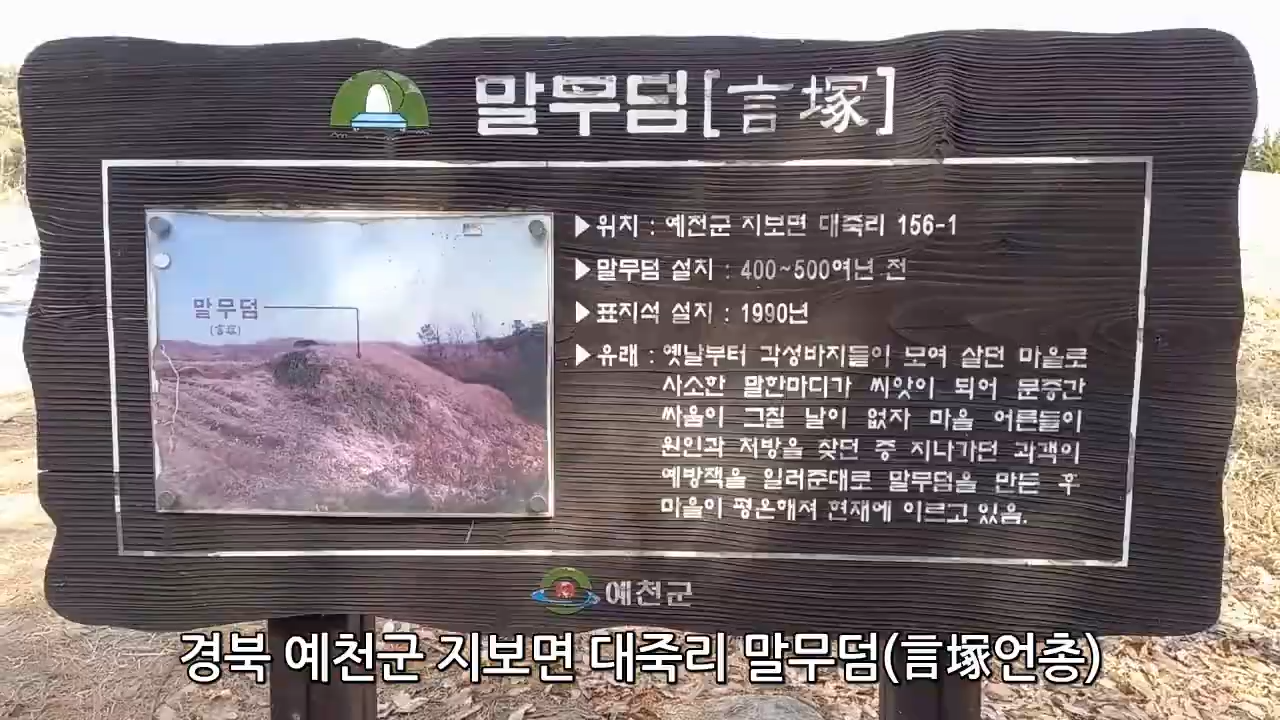 말무덤[言塚]
말무덤
(言塚)
▶위치 : 예천군 지보면 대죽리 156-1
▶말무덤 설치 : 400~500여년 전
▶표지석 설치 : 1990년
▶유래 : 옛날부터 각성바지들이 모여 살던 마을로
사소한 말한마디가 씨앗이 되어 문중간
싸움이 그칠 날이 없자 마을 어른들이
원인과 처방을 찾던 중 지나가던 과객이
예방책을 일러준대로 말무덤을 만든 후
마을이 평온해져 현재에 이르고 있음.
예천군
경북 예천군 지보면 대죽리 말무덤(言塚언총)